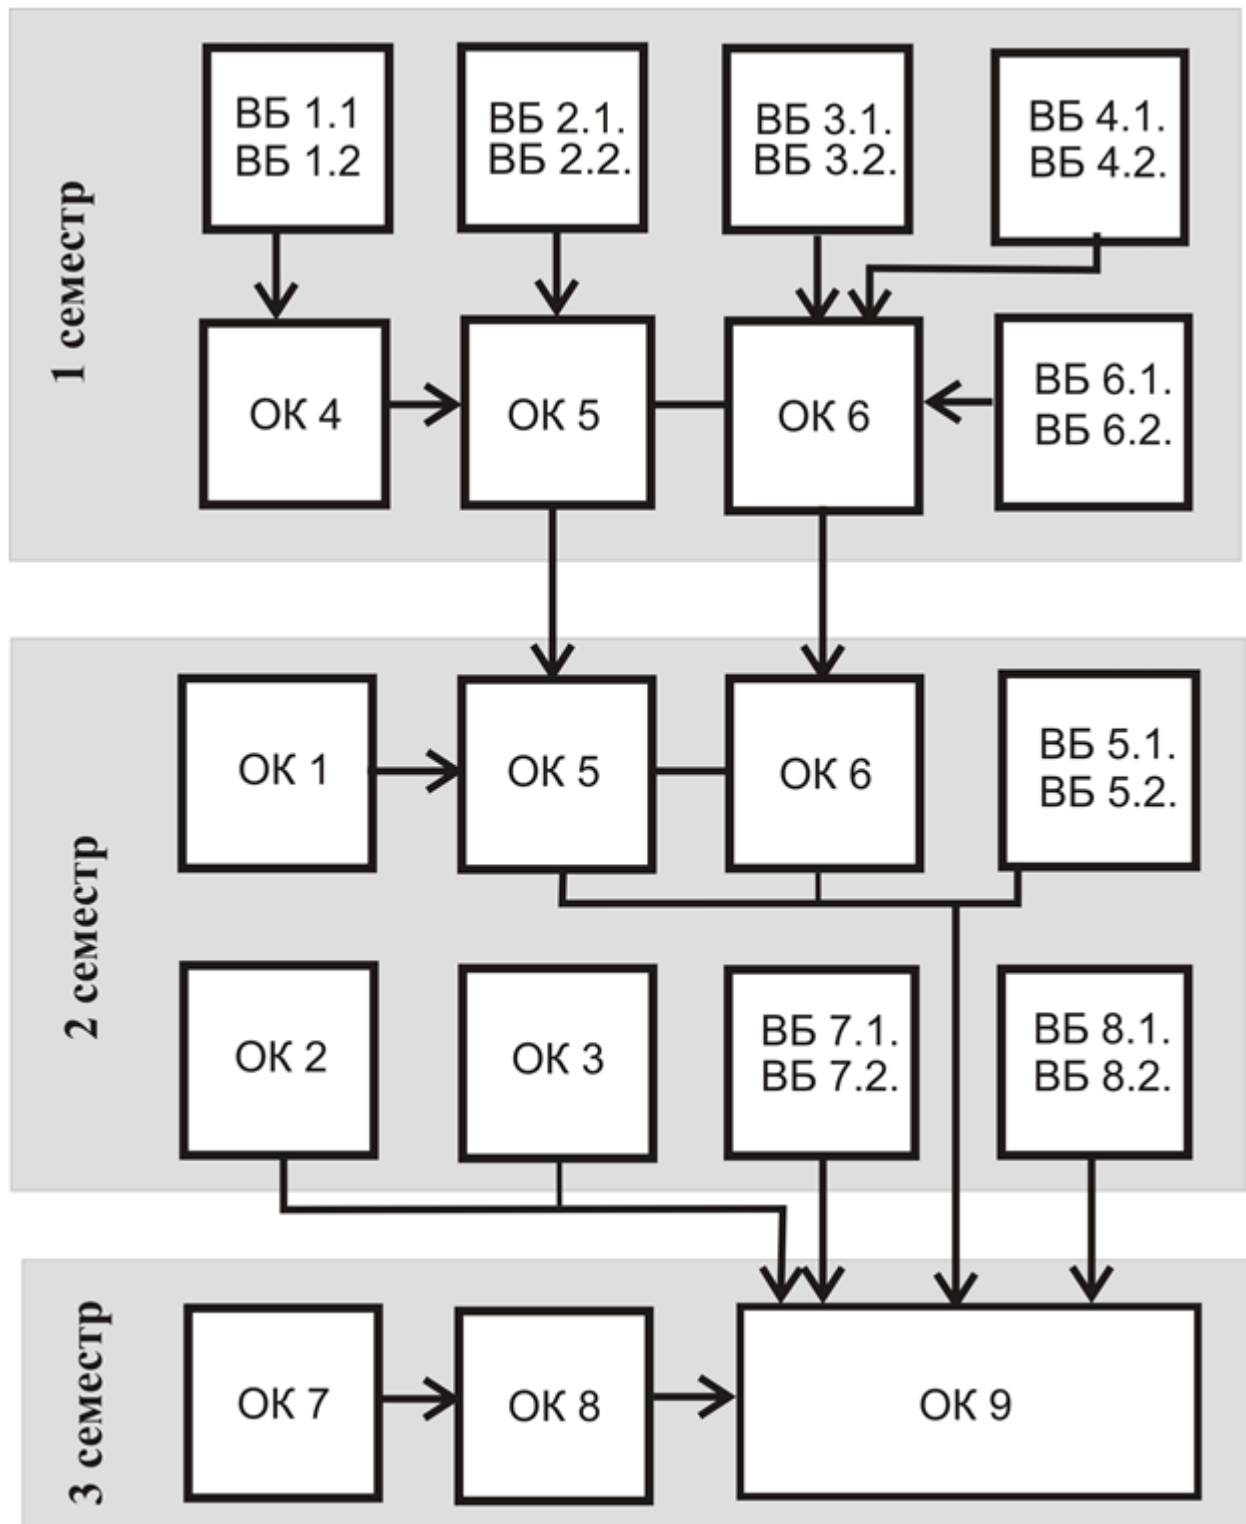 1 семестр
ВБ 1.1
ВБ 1.2
ВБ 2.1.
ВБ 2.2.
ВБ 3.1.
ВБ 3.2.
ВБ 4.1.
ВБ 4.2.
ОК 4
ОК 5
ОК 6
ВБ 6.1.
ВБ 6.2.
2 семестр
ОК 1
ОК 5
ОК 6
ВБ 5.1.
ВБ 5.2.
ОК 2
ОК 3
ВБ 7.1.
ВБ 7.2.
ВБ 8.1.
ВБ 8.2.
3 семестр
ОК 7
ОК 8
ОК 9